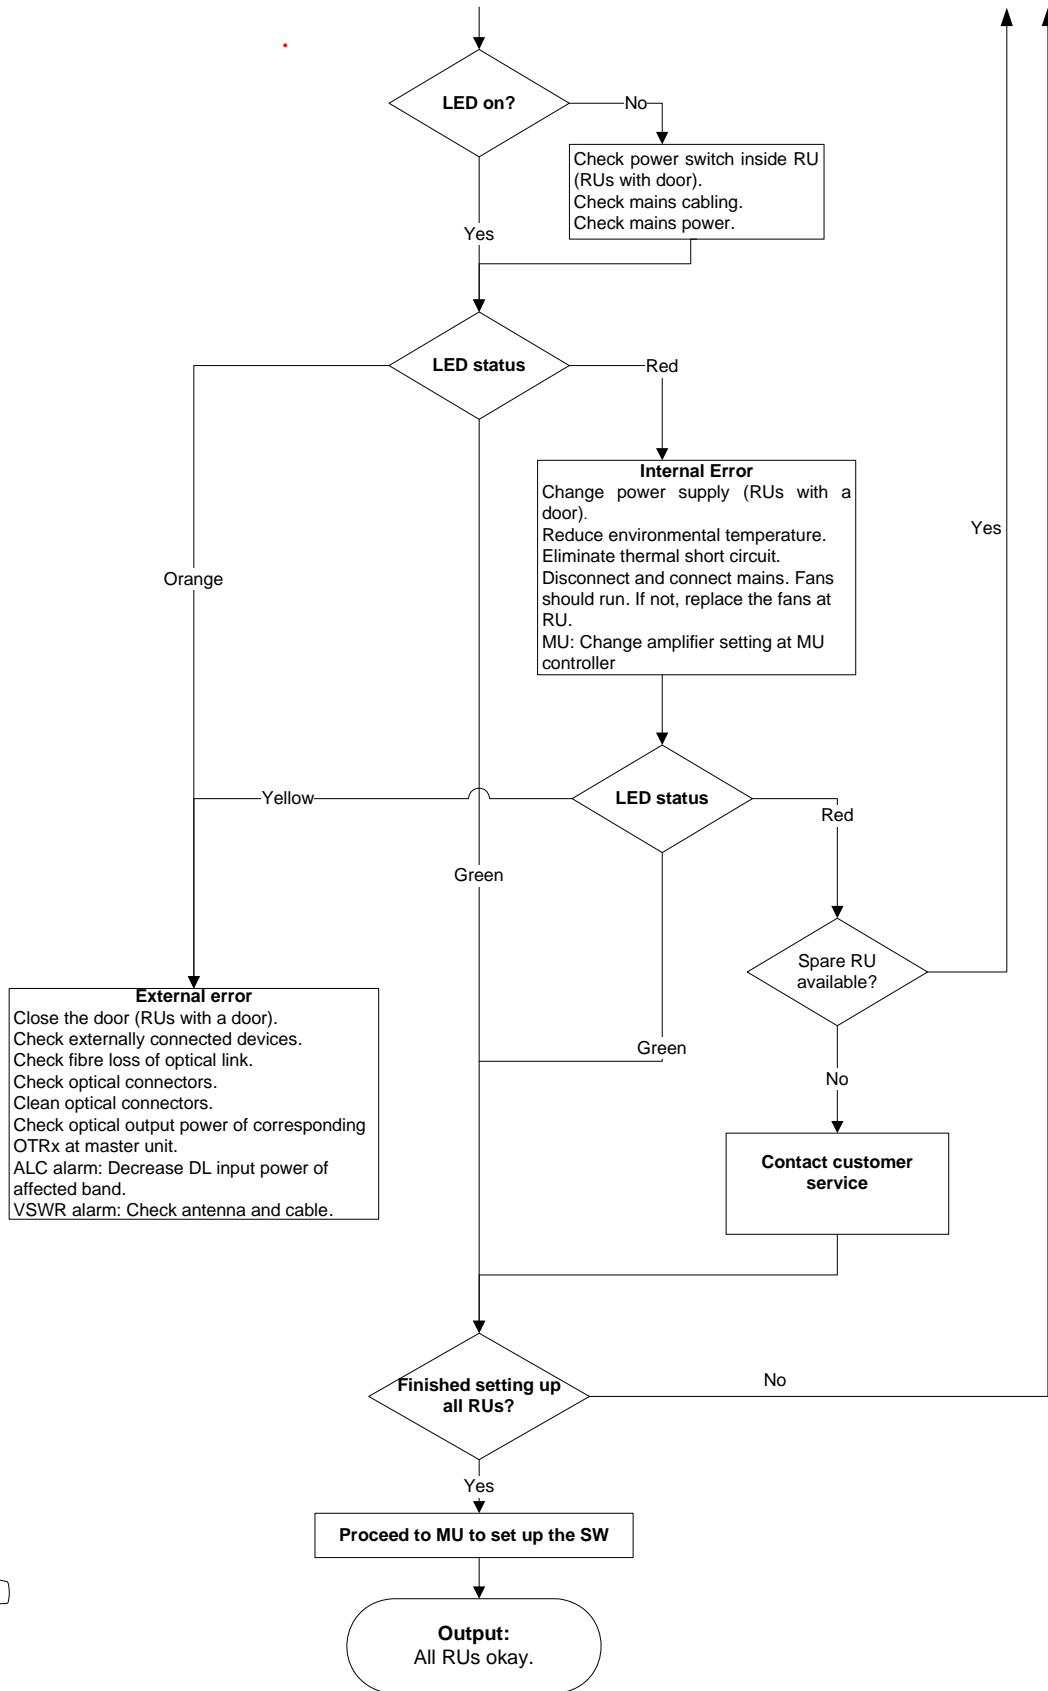 LED on?
No
Check power switch inside RU
(RUs with door).
Check mains cabling.
Check mains power.
Yes
LED status
Red
Internal Error
Change power supply (RUs with a
door).
Reduce environmental temperature.
Eliminate thermal short circuit.
Disconnect and connect mains. Fans
should run. If not, replace the fans at
RU.
MU: Change amplifier setting at MU
controller
Yes
Orange
LED status
Yellow
Red
Green
Spare RU
available?
External error
Close the door (RUs with a door).
Check externally connected devices.
Check fibre loss of optical link.
Check optical connectors.
Clean optical connectors.
Check optical output power of corresponding
OTRx at master unit.
ALC alarm: Decrease DL input power of
affected band.
VSWR alarm: Check antenna and cable.
Green
No
Contact customer
service
Finished setting up
all RUs?
No
Yes
Proceed to MU to set up the SW
Output:
All RUs okay.